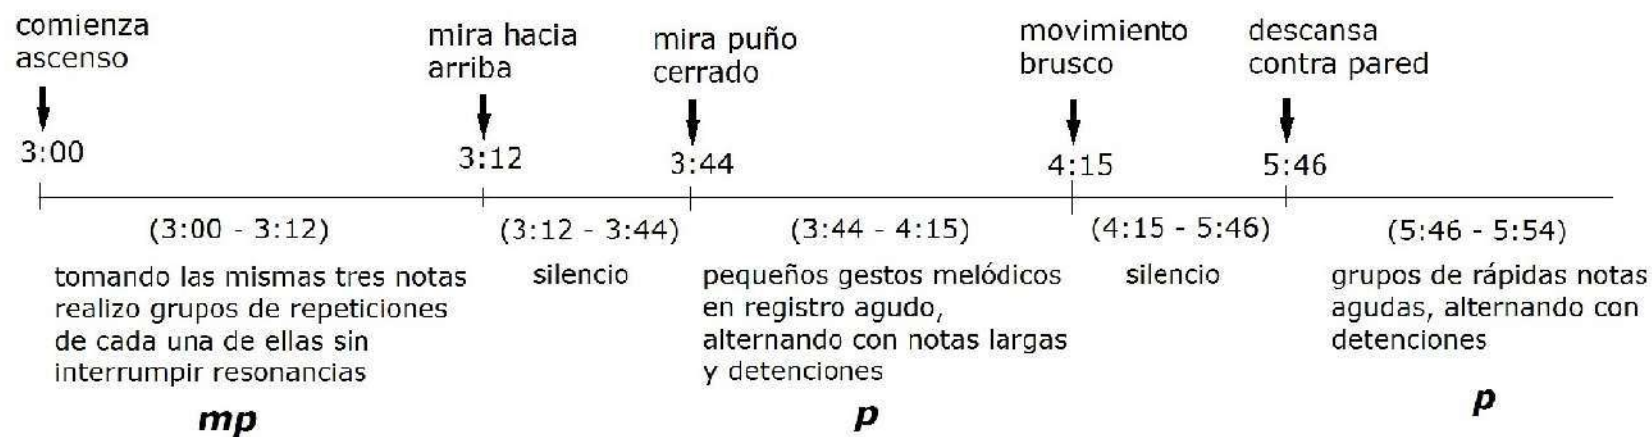 comienza
ascenso
mira hacia
arriba
mira puño
cerrado
movimiento
brusco
descansa
contra pared
3:00
3:12
3:44
4:15
5:46
(3:00 - 3:12)
(3:12 - 3:44)
(3:44 - 4:15)
(4:15 - 5:46)
(5:46 - 5:54)
tomando las mismas tres notas
realizo grupos de repeticiones
de cada una de ellas sin
interrumpir resonancias
silencio
pequeños gestos melódicos
en registro agudo,
alternando con notas largas
y detenciones
silencio
grupos de rápidas notas
agudas, alternando con
detenciones
mp
p
p